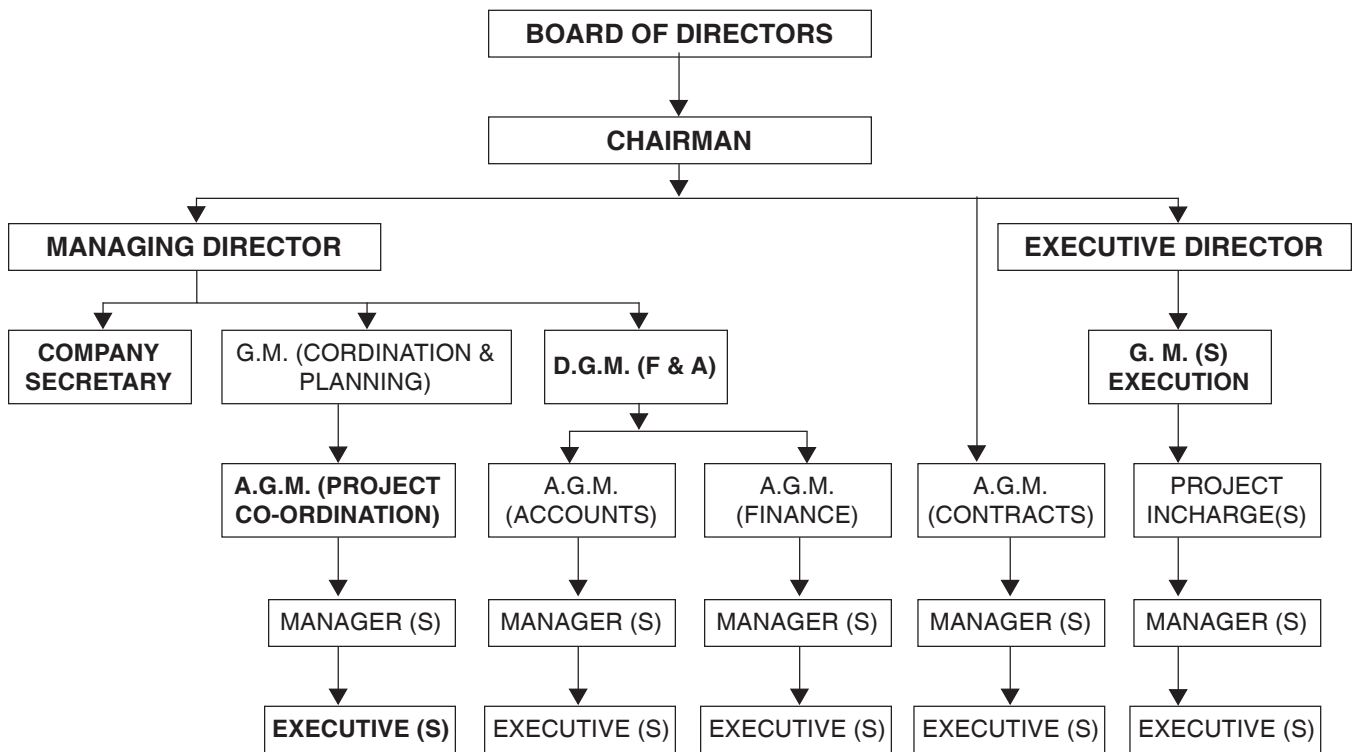 BOARD OF DIRECTORS
CHAIRMAN
MANAGING DIRECTOR
EXECUTIVE DIRECTOR
COMPANY
SECRETARY
G.M. (CORDINATION &
PLANNING)
D.G.M. (F & A)
G. M. (S)
EXECUTION
A.G.M. (PROJECT
CO-ORDINATION)
A.G.M.
(ACCOUNTS)
A.G.M.
(FINANCE)
A.G.M.
(CONTRACTS)
PROJECT
INCHARGE(S)
MANAGER (S)
MANAGER (S)
MANAGER (S)
MANAGER (S)
MANAGER (S)
EXECUTIVE (S)
EXECUTIVE (S)
EXECUTIVE (S)
EXECUTIVE (S)
EXECUTIVE (S)